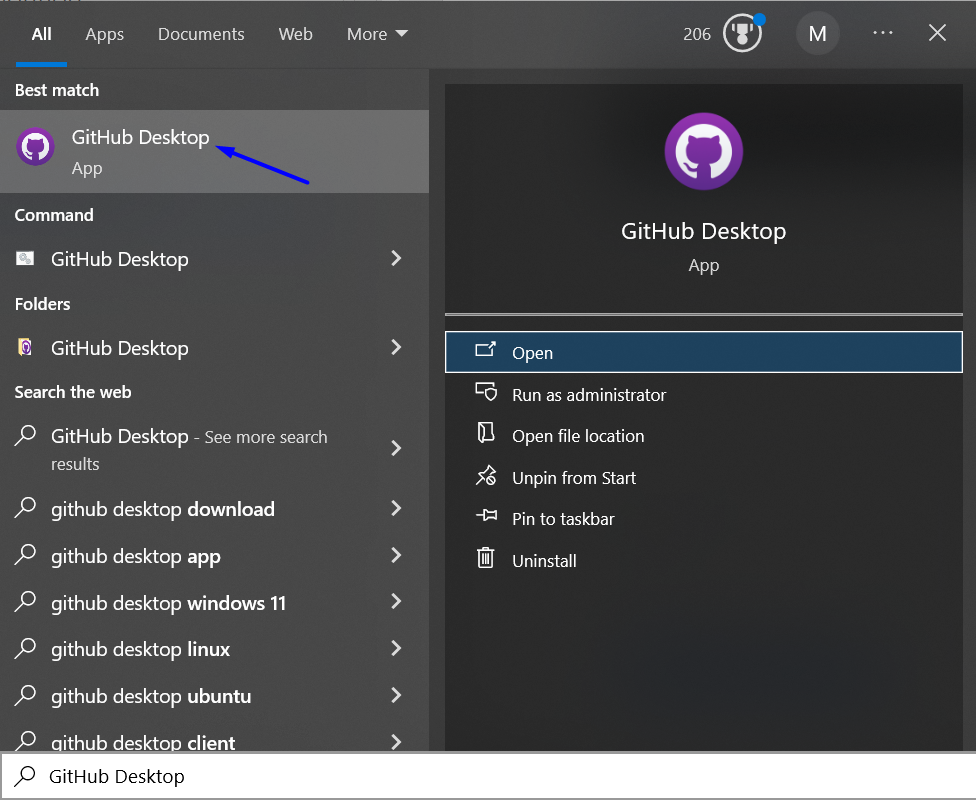 All Apps Documents Web More 206 M
Best match
GitHub Desktop
App
Command
GitHub Desktop
Folders
GitHub Desktop
Search the web
GitHub Desktop - See more search
results
github desktop download
github desktop app
github desktop windows 11
github desktop linux
github desktop ubuntu
github desktop client
GitHub Desktop
App
Open
Run as administrator
Open file location
Unpin from Start
Pin to taskbar
Uninstall
GitHub Desktop